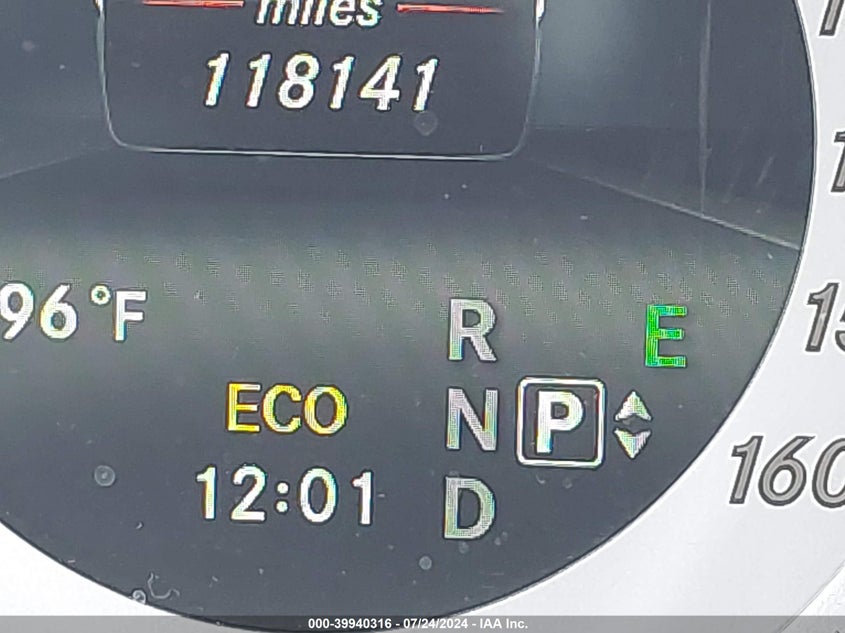 miles
118141
96°F
R
E
ECO
N
P
12:01
D
160
000-39940316 - 07/24/2024 - IAA Inc.